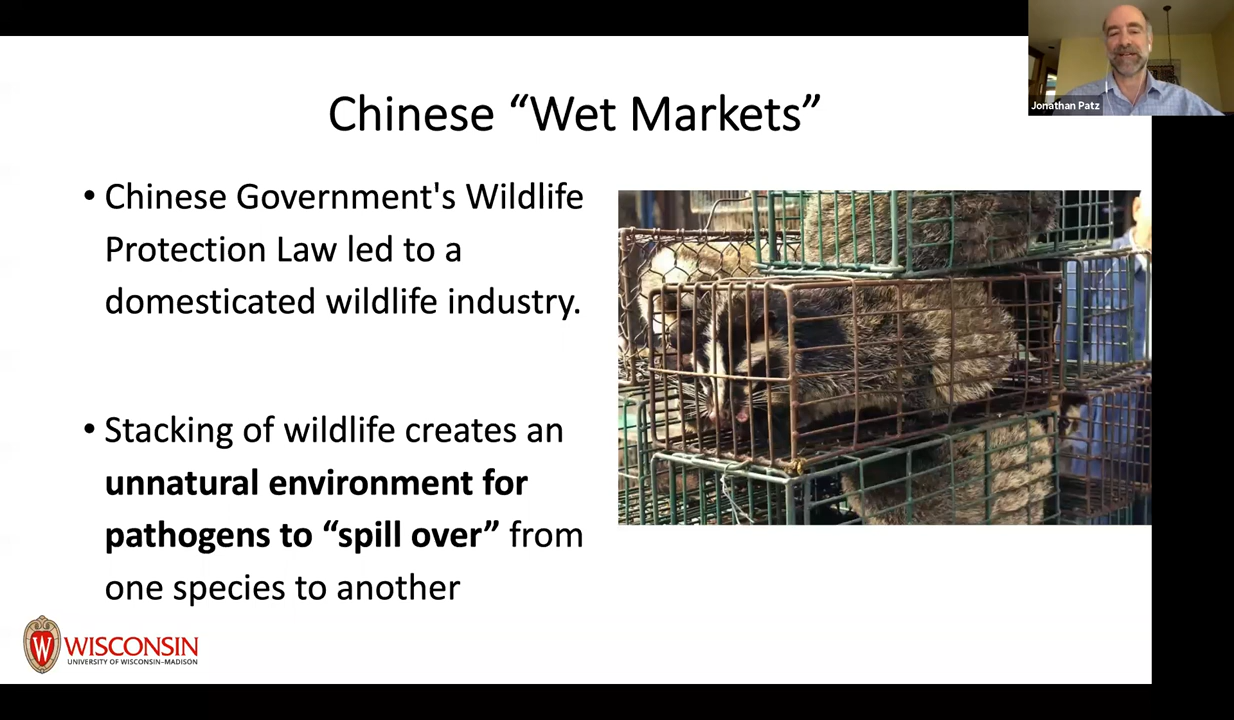 Jonathan Patz
Chinese “Wet Markets”
• Chinese Government's Wildlife
Protection Law led to a
domesticated wildlife industry.
• Stacking of wildlife creates an
unnatural environment for
pathogens to “spill over” from
one species to another
W
WISCONSIN
UNIVERSITY OF WISCONSIN–MADISON